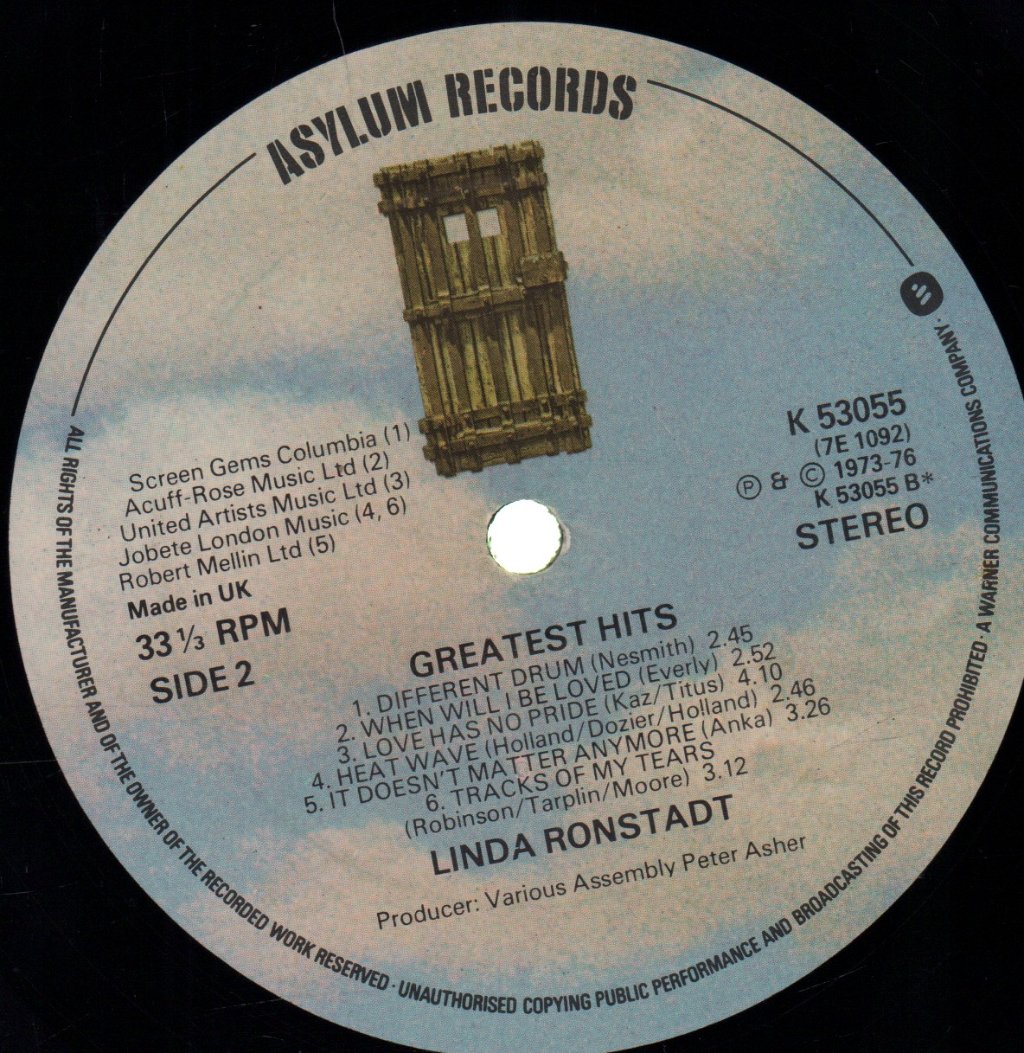 ASYLUM RECORDS
Screen Gems Columbia (1)
Acuff-Rose Music Ltd (2)
United Artists Music Ltd (3)
Jobete London Music (4, 6)
Robert Mellin Ltd (5)
Made in UK
33 1/3 RPM
SIDE 2
K 53055
(7E 1092)
Ⓟ & © 1973-76
K 53055 B*
STEREO
GREATEST HITS
1. DIFFERENT DRUM (Nesmith) 2.45
2. WHEN WILL I BE LOVED (Everly) 2.52
3. LOVE HAS NO PRIDE (Kaz/Titus) 4.10
4. HEAT WAVE (Holland/Dozier/Holland) 2.46
5. IT DOESN'T MATTER ANYMORE (Anka) 3.26
6. TRACKS OF MY TEARS
(Robinson/Tarplin/Moore) 3.12
LINDA RONSTADT
Producer: Various Assembly Peter Asher
ALL RIGHTS OF THE MANUFACTURER AND OF THE OWNER OF THE RECORDED WORK RESERVED · UNAUTHORISED COPYING PUBLIC PERFORMANCE AND BROADCASTING OF THIS RECORD PROHIBITED · A WARNER COMMUNICATIONS COMPANY ·